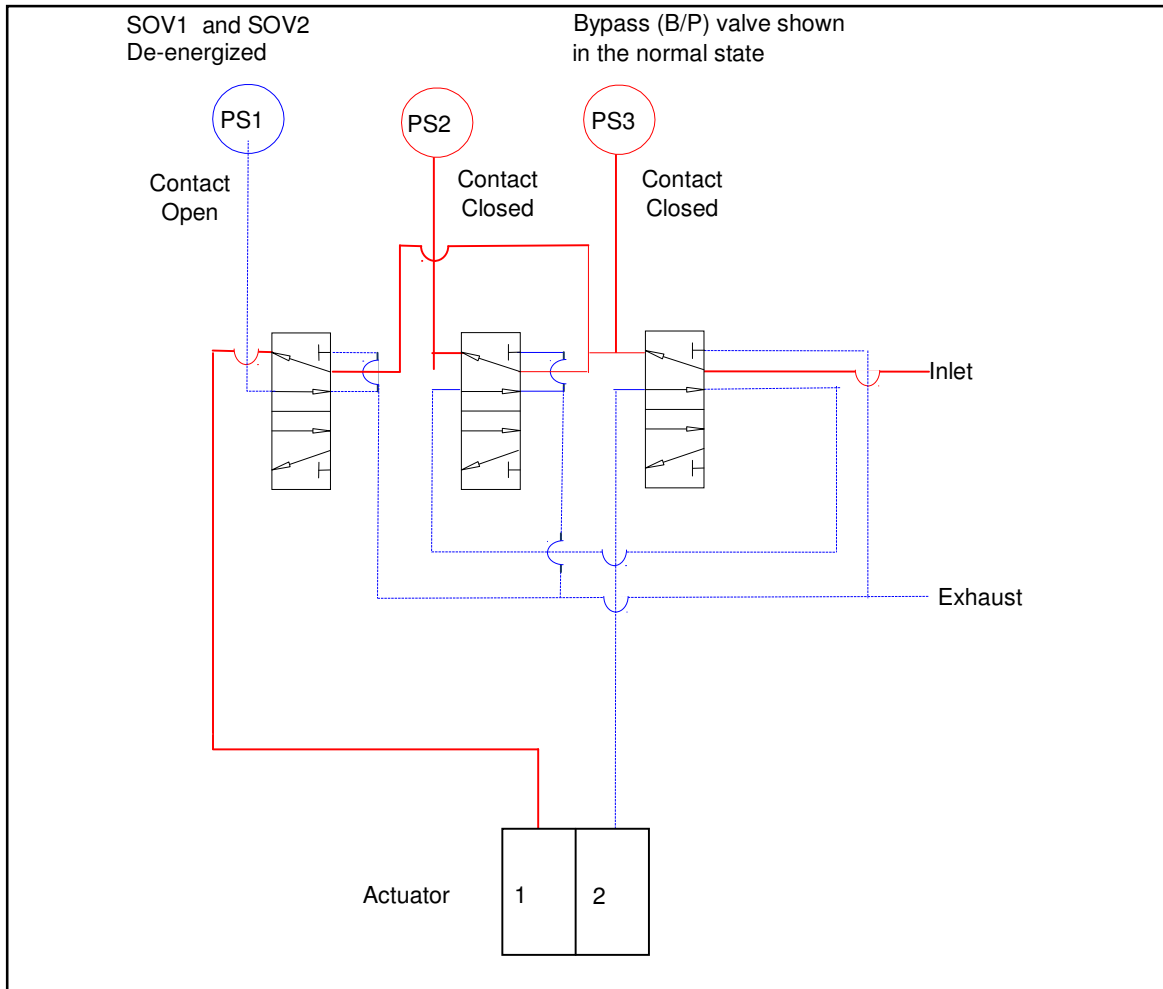 SOV1 and SOV2
De-energized
Bypass (B/P) valve shown
in the normal state
PS1
PS2
PS3
Contact
Open
Contact
Closed
Contact
Closed
Inlet
Exhaust
Actuator
1
2